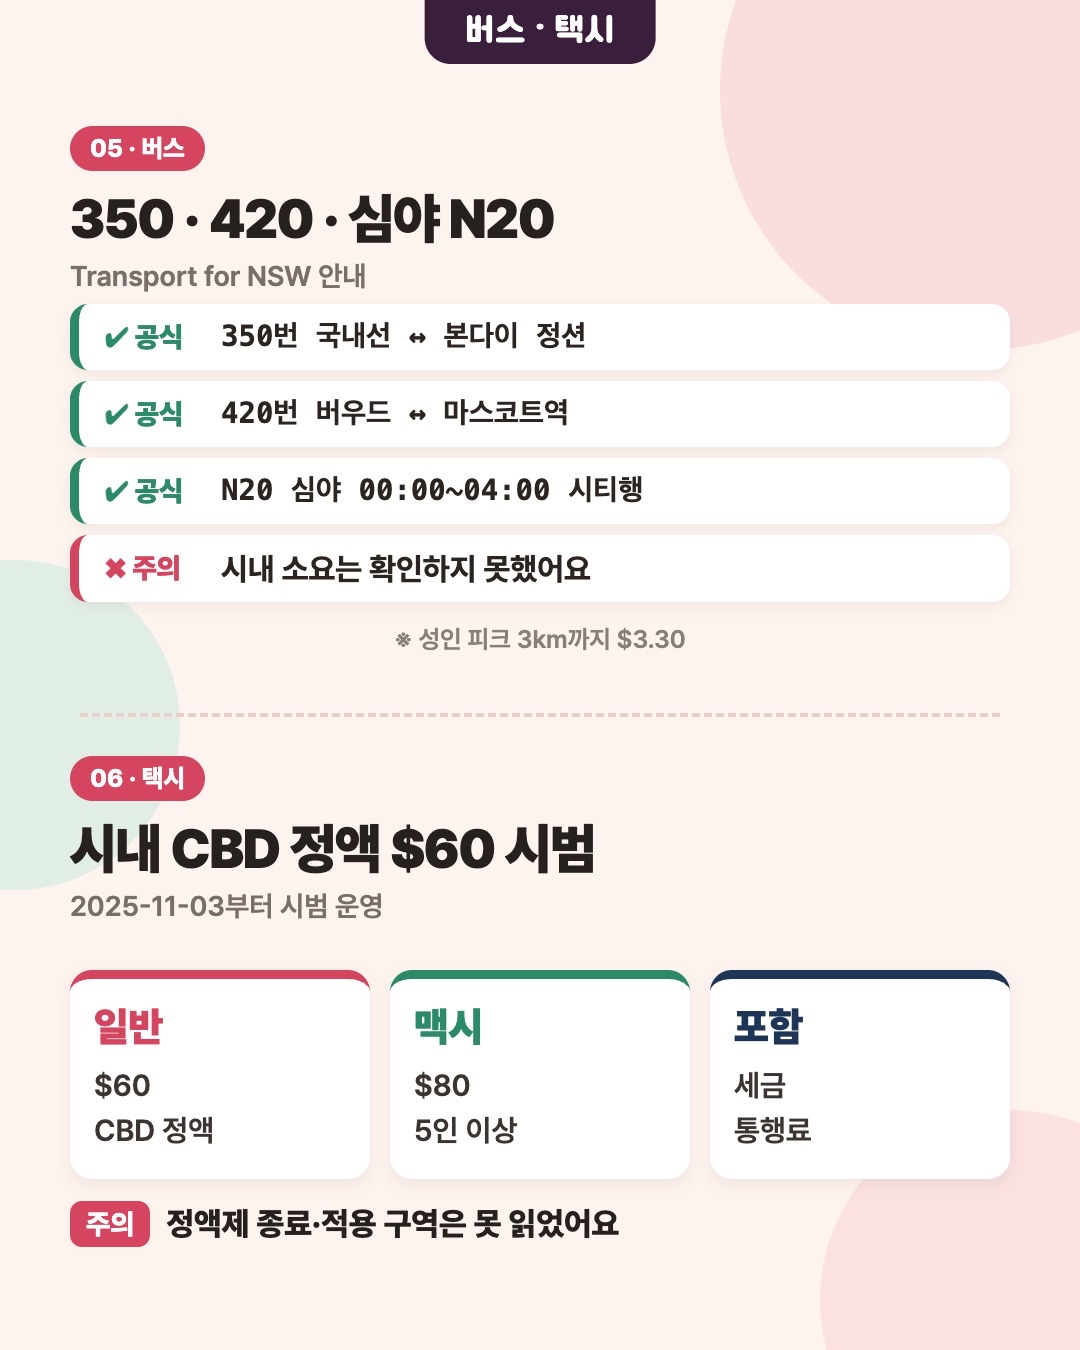 버스 · 택시
05 · 버스
350 · 420 · 심야 N20
Transport for NSW 안내
✔ 공식 350번 국내선 ↔ 본다이 정션
✔ 공식 420번 버우드 ↔ 마스코트역
✔ 공식 N20 심야 00:00~04:00 시티행
✖ 주의 시내 소요는 확인하지 못했어요
※ 성인 피크 3km까지 $3.30
06 · 택시
시내 CBD 정액 $60 시범
2025-11-03부터 시범 운영
일반
$60
CBD 정액
맥시
$80
5인 이상
포함
세금
통행료
주의 정액제 종료·적용 구역은 못 읽었어요